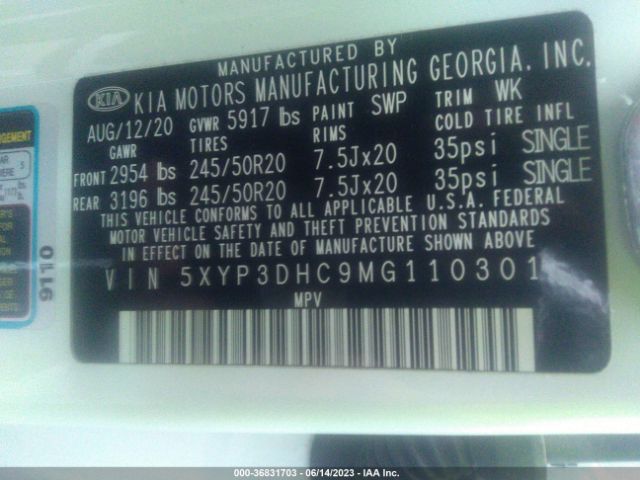 MANUFACTURED BY
KIA KIA MOTORS MANUFACTURING GEORGIA, INC.
AUG/12/20 GVWR 5917 lbs PAINT SWP TRIM WK
GAWR TIRES RIMS COLD TIRE INFL
FRONT 2954 lbs 245/50R20 7.5Jx20 35psi SINGLE
REAR 3196 lbs 245/50R20 7.5Jx20 35psi SINGLE
THIS VEHICLE CONFORMS TO ALL APPLICABLE U.S.A. FEDERAL
MOTOR VEHICLE SAFETY AND THEFT PREVENTION STANDARDS
IN EFFECT ON THE DATE OF MANUFACTURE SHOWN ABOVE
VIN 5XYP3DHC9MG110301
MPV
9110
000-36831703 - 06/14/2023 - IAA Inc.